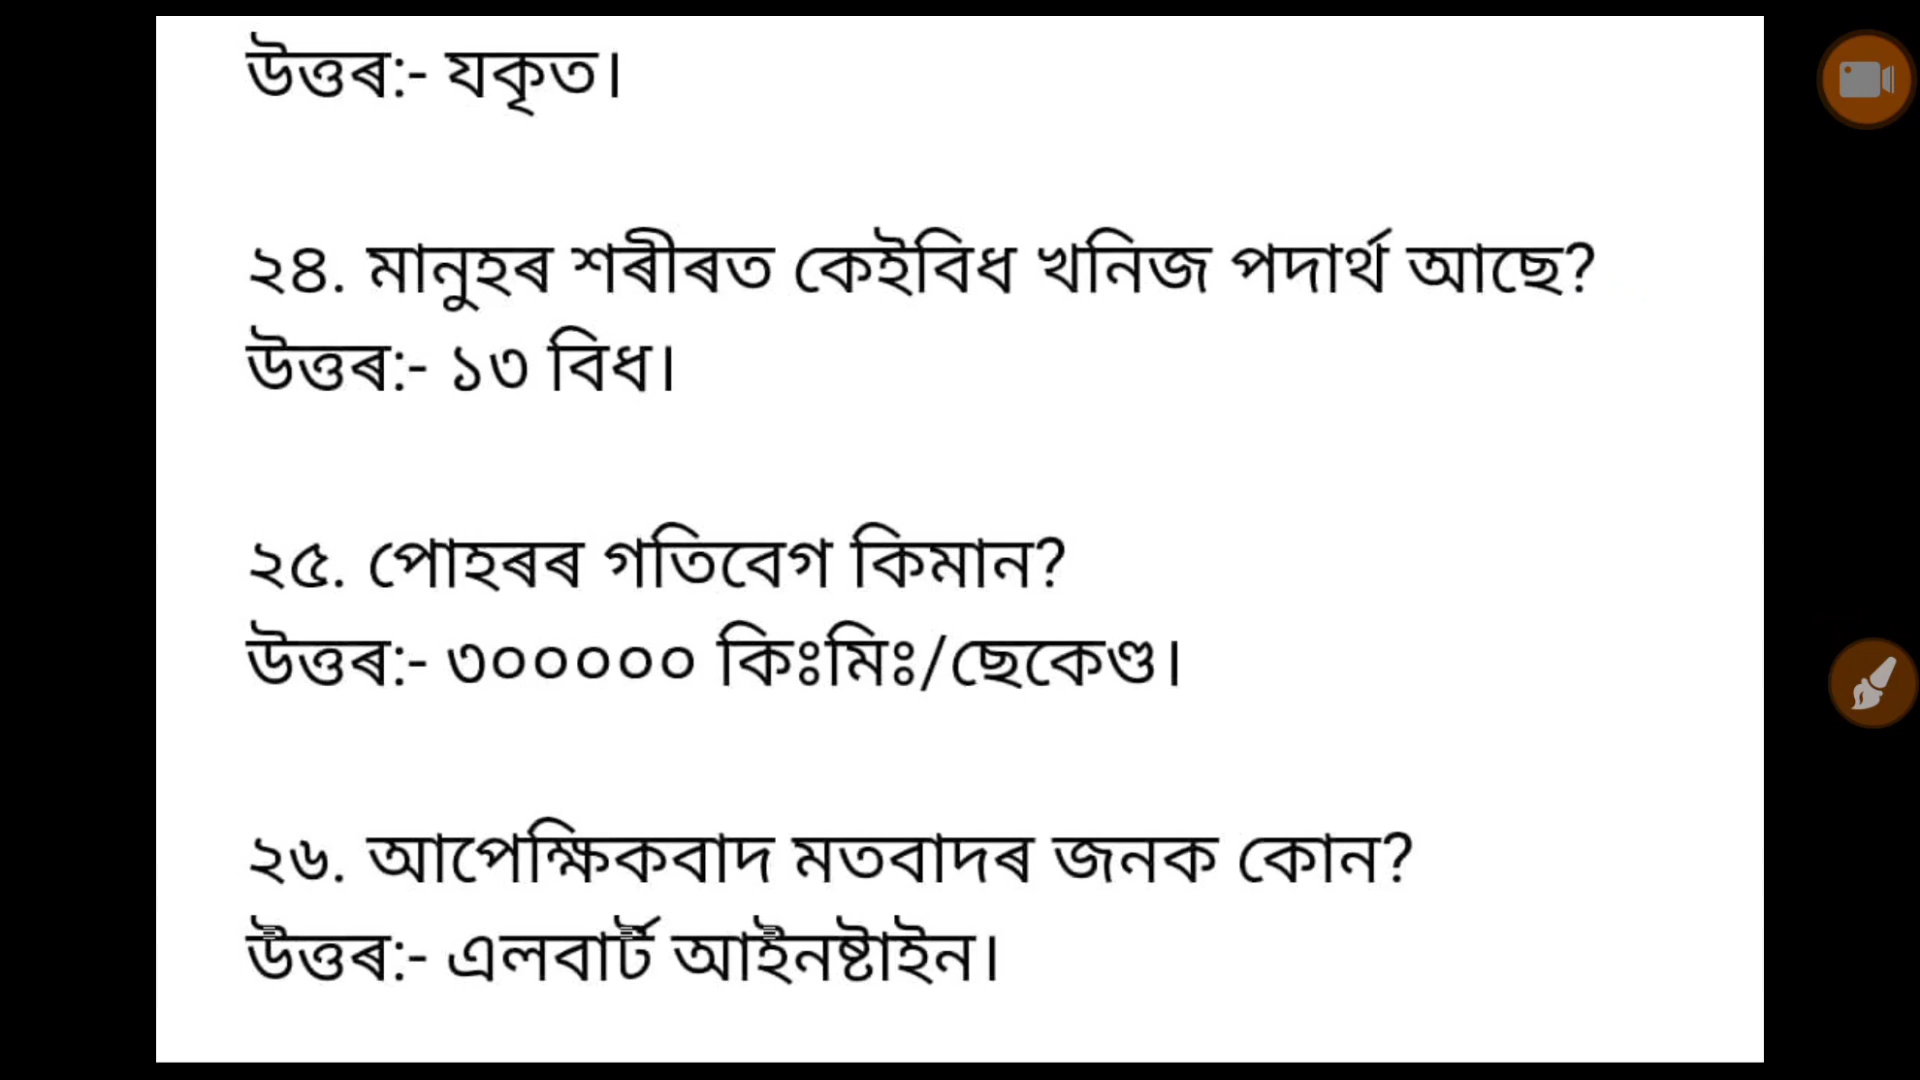 উত্তৰ:- যকৃত।
২৪. মানুহৰ শৰীৰত কেইবিধ খনিজ পদাৰ্থ আছে?
উত্তৰ:- ১৩ বিধ।
২৫. পোহৰৰ গতিবেগ কিমান?
উত্তৰ:- ৩০০০০০ কিঃমিঃ/ছেকেণ্ড।
২৬. আপেক্ষিকবাদ মতবাদৰ জনক কোন?
উত্তৰ:- এলবাৰ্ট আইনষ্টাইন।